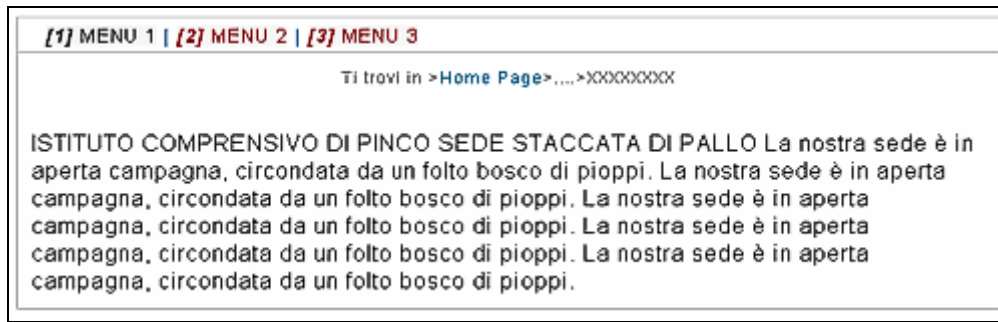 [1] MENU 1 | [2] MENU 2 | [3] MENU 3
Ti trovi in >Home Page>....>XXXXXXXX
ISTITUTO COMPRENSIVO DI PINCO SEDE STACCATA DI PALLO La nostra sede è in
aperta campagna, circondata da un folto bosco di pioppi. La nostra sede è in aperta
campagna, circondata da un folto bosco di pioppi. La nostra sede è in aperta
campagna, circondata da un folto bosco di pioppi. La nostra sede è in aperta
campagna, circondata da un folto bosco di pioppi. La nostra sede è in aperta
campagna, circondata da un folto bosco di pioppi.